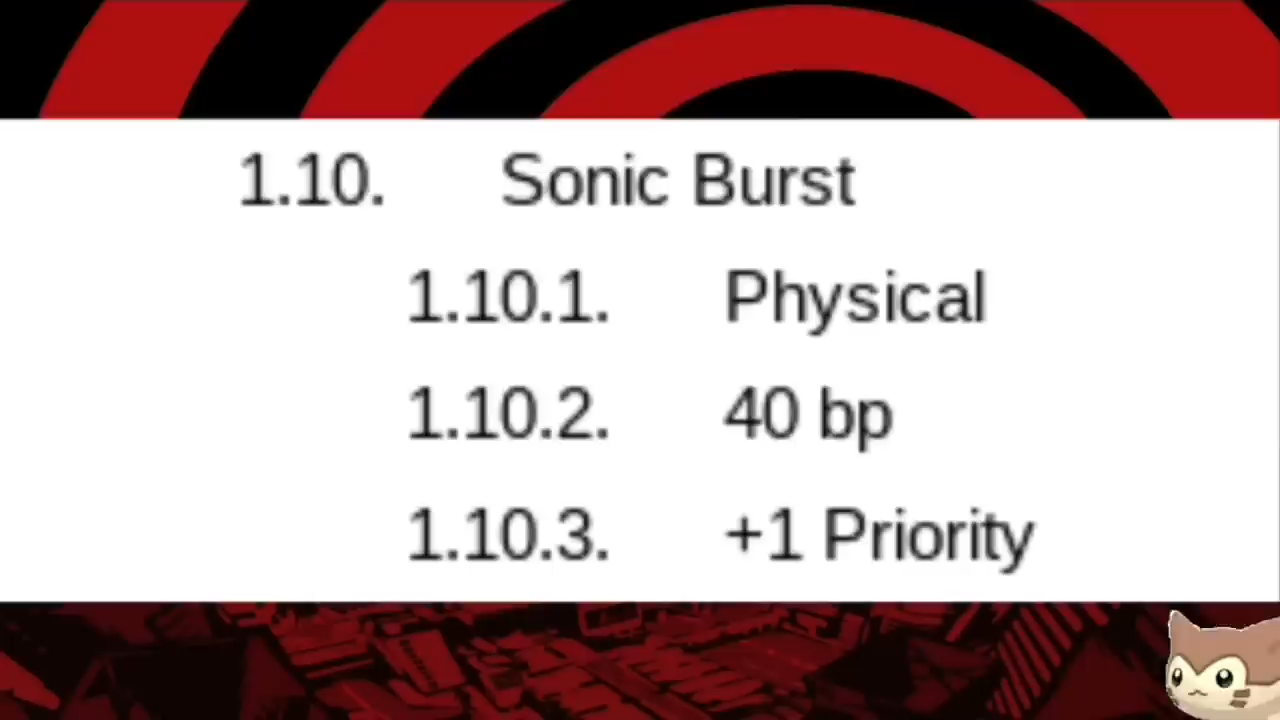 1.10. Sonic Burst
1.10.1. Physical
1.10.2. 40 bp
1.10.3. +1 Priority